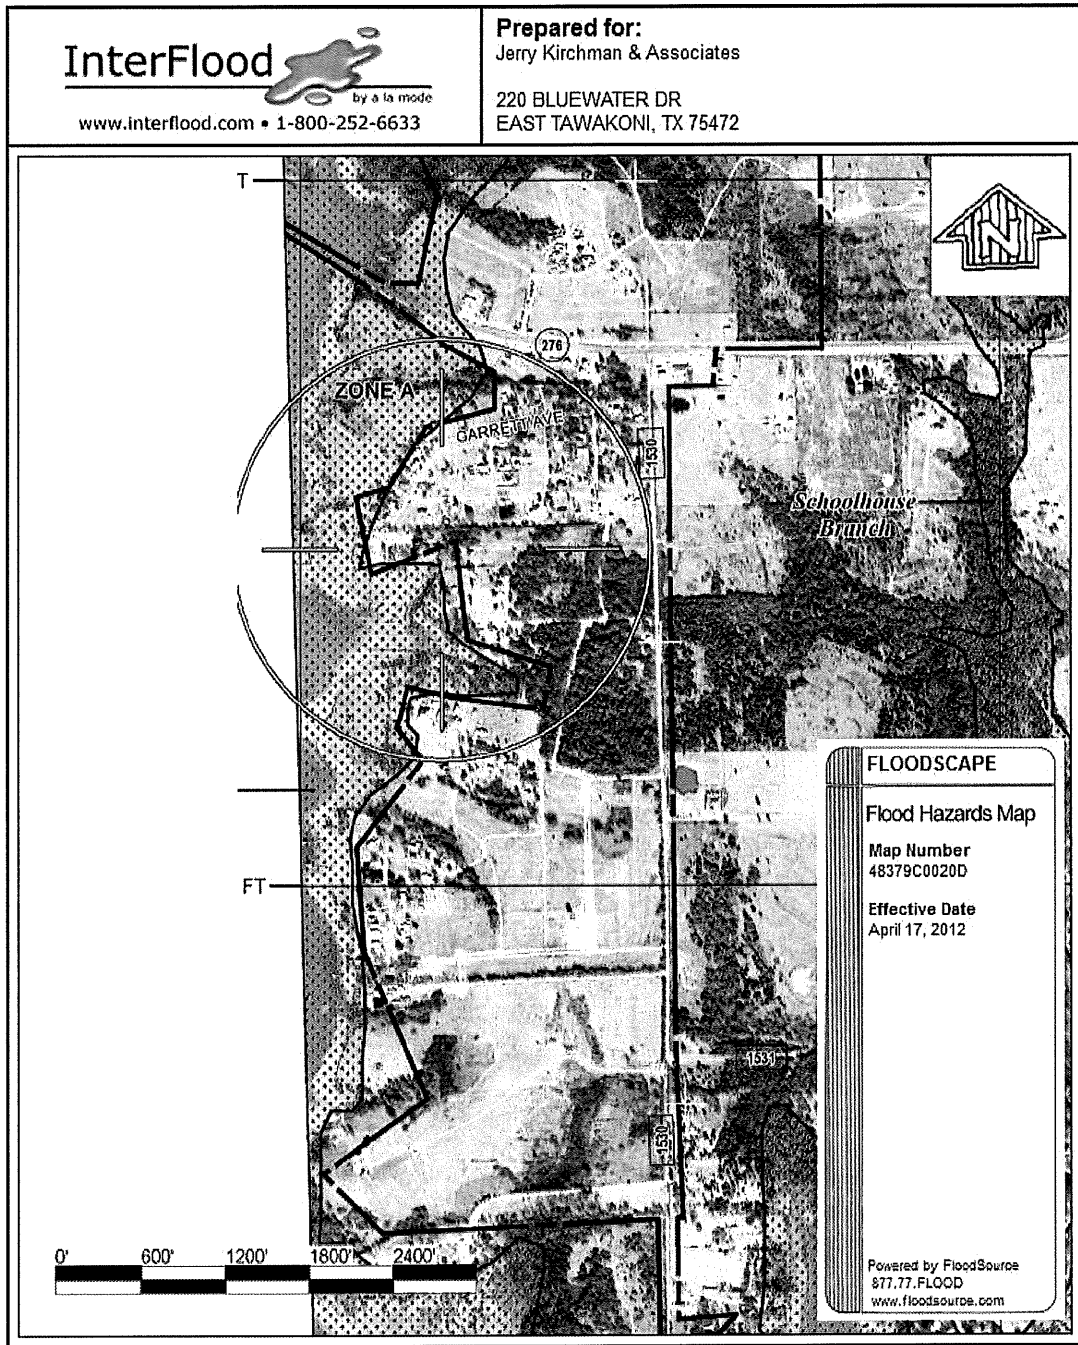 InterFlood
by a la mode
www.interflood.com • 1-800-252-6633
Prepared for:
Jerry Kirchman & Associates
220 BLUEWATER DR
EAST TAWAKONI, TX 75472
T
N
276
ZONE A
GARRETT AVE
1530
Schoolhouse
Branch
FT
1531
1530
0' 600' 1200' 1800' 2400'
FLOODSCAPE
Flood Hazards Map
Map Number
48379C0020D
Effective Date
April 17, 2012
Powered by FloodSource
877.77.FLOOD
www.floodsource.com